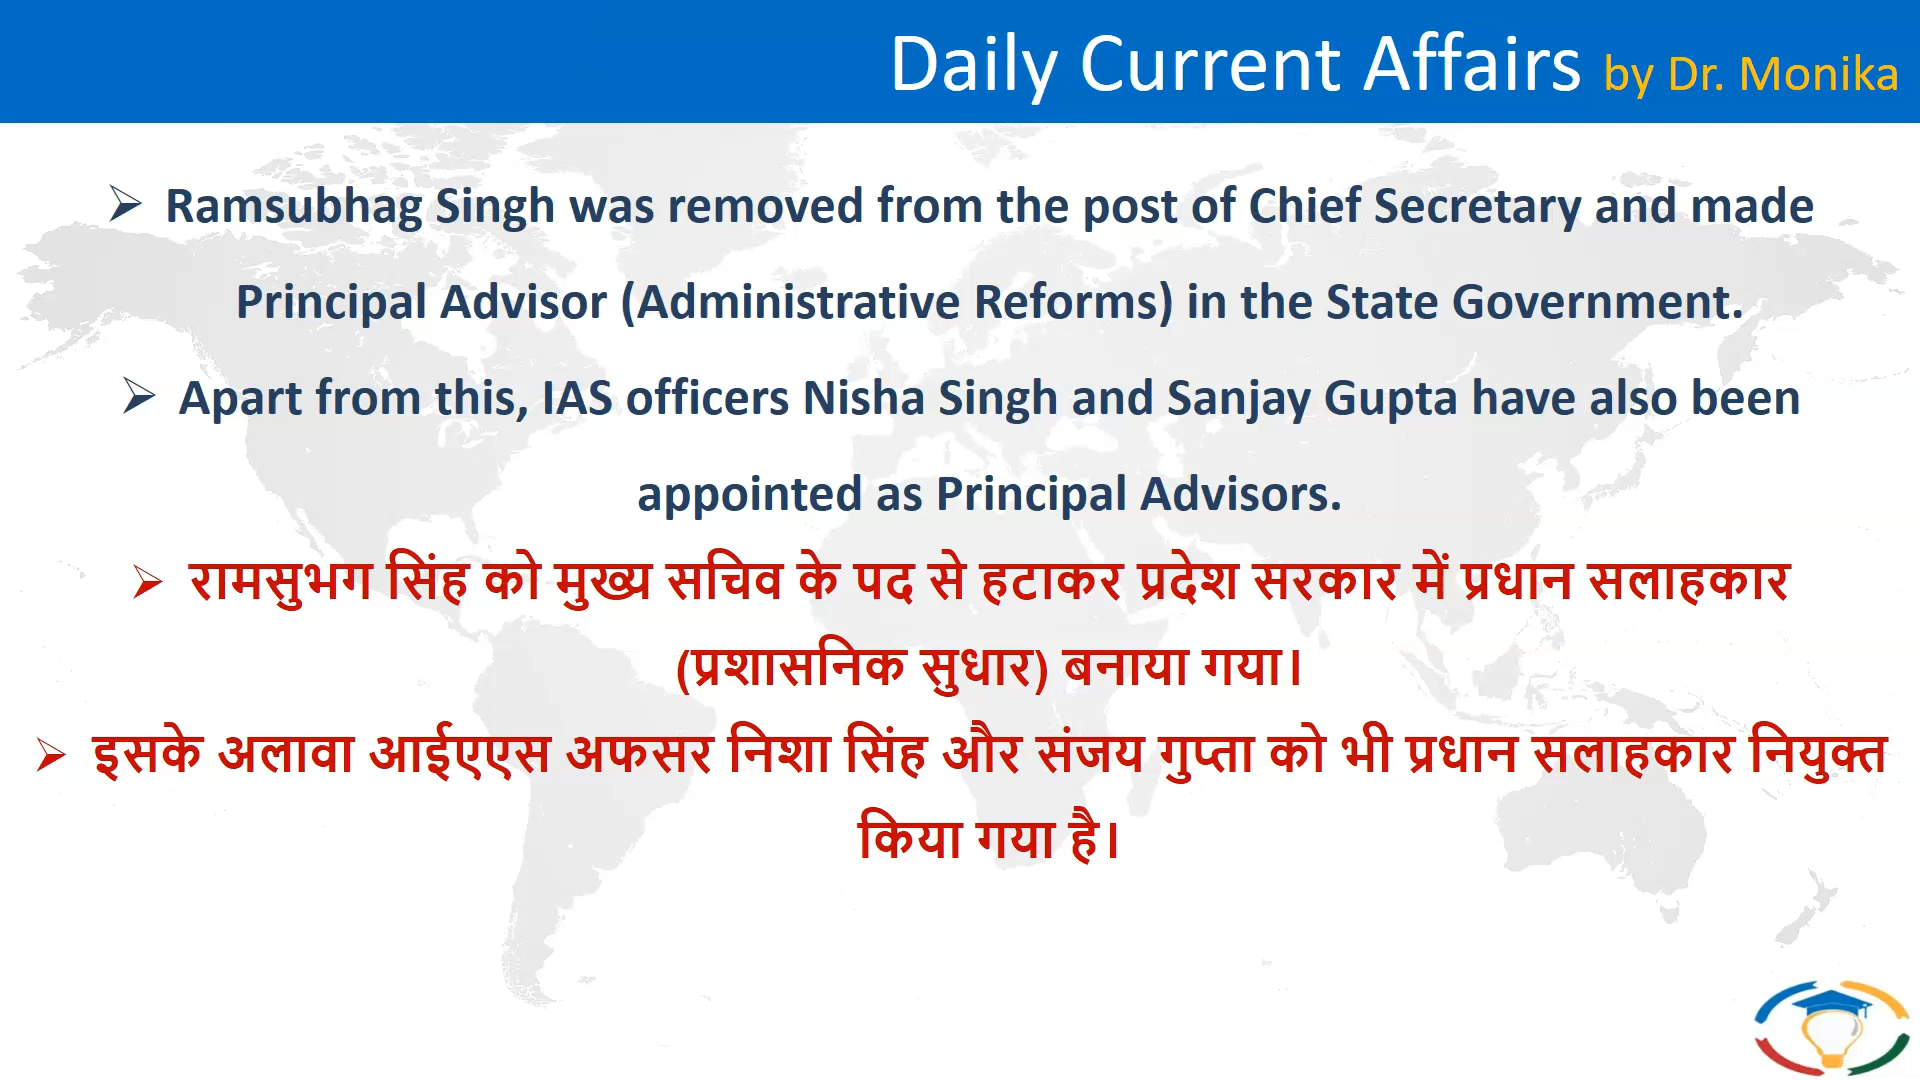 Daily Current Affairs by Dr. Monika
➢ Ramsubhag Singh was removed from the post of Chief Secretary and made
Principal Advisor (Administrative Reforms) in the State Government.
➢ Apart from this, IAS officers Nisha Singh and Sanjay Gupta have also been
appointed as Principal Advisors.
➢ रामसुभग सिंह को मुख्य सचिव के पद से हटाकर प्रदेश सरकार में प्रधान सलाहकार
(प्रशासनिक सुधार) बनाया गया।
➢ इसके अलावा आईएएस अफसर निशा सिंह और संजय गुप्ता को भी प्रधान सलाहकार नियुक्त
किया गया है।